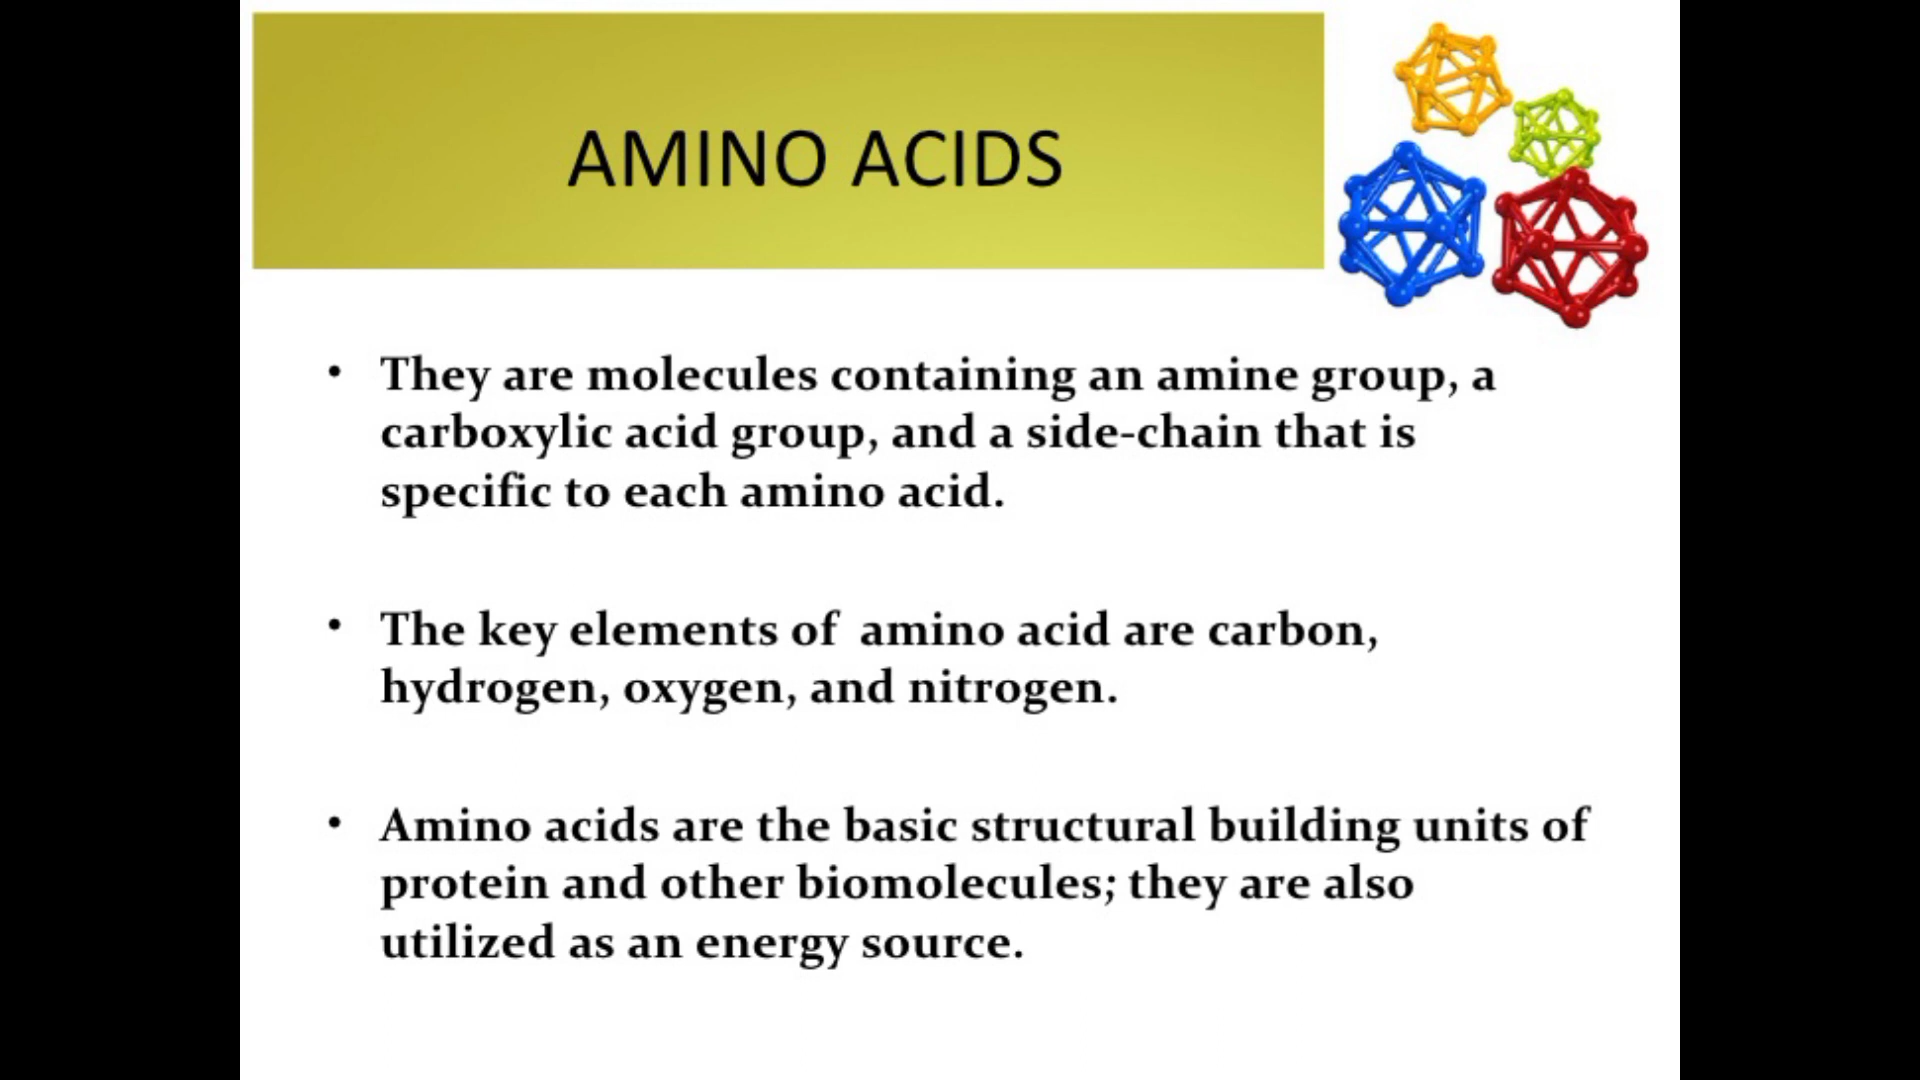 AMINO ACIDS
• They are molecules containing an amine group, a
carboxylic acid group, and a side-chain that is
specific to each amino acid.
• The key elements of  amino acid are carbon,
hydrogen, oxygen, and nitrogen.
• Amino acids are the basic structural building units of
protein and other biomolecules; they are also
utilized as an energy source.